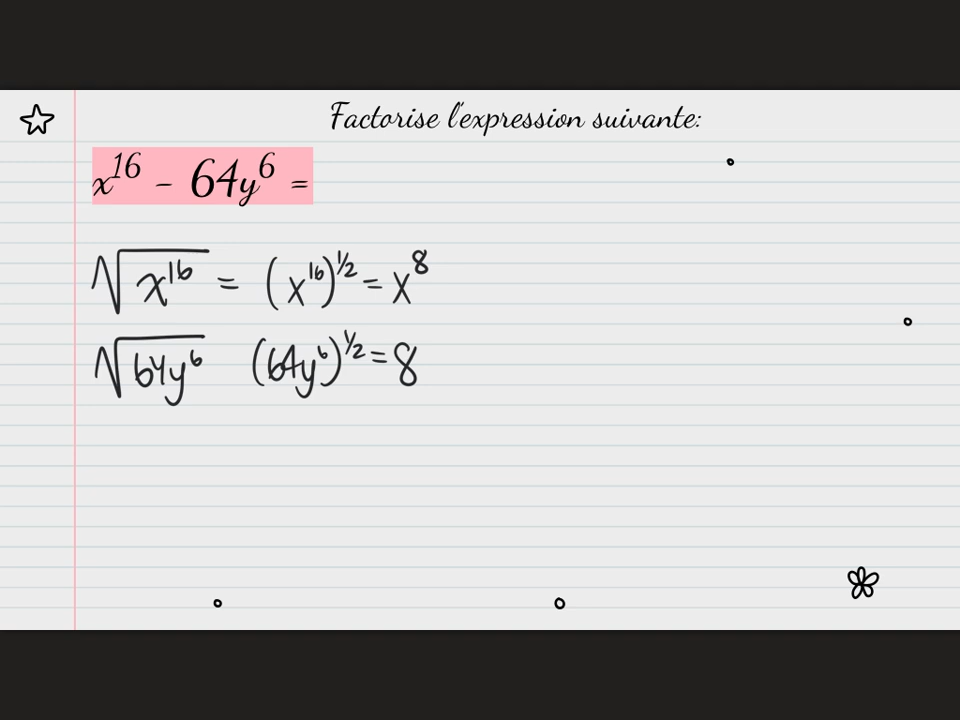 Factorise l'expression suivante:
x¹⁶ - 64y⁶ =
√x¹⁶ = (x¹⁶)^½ = x⁸
√64y⁶ (64y⁶)^½ = 8